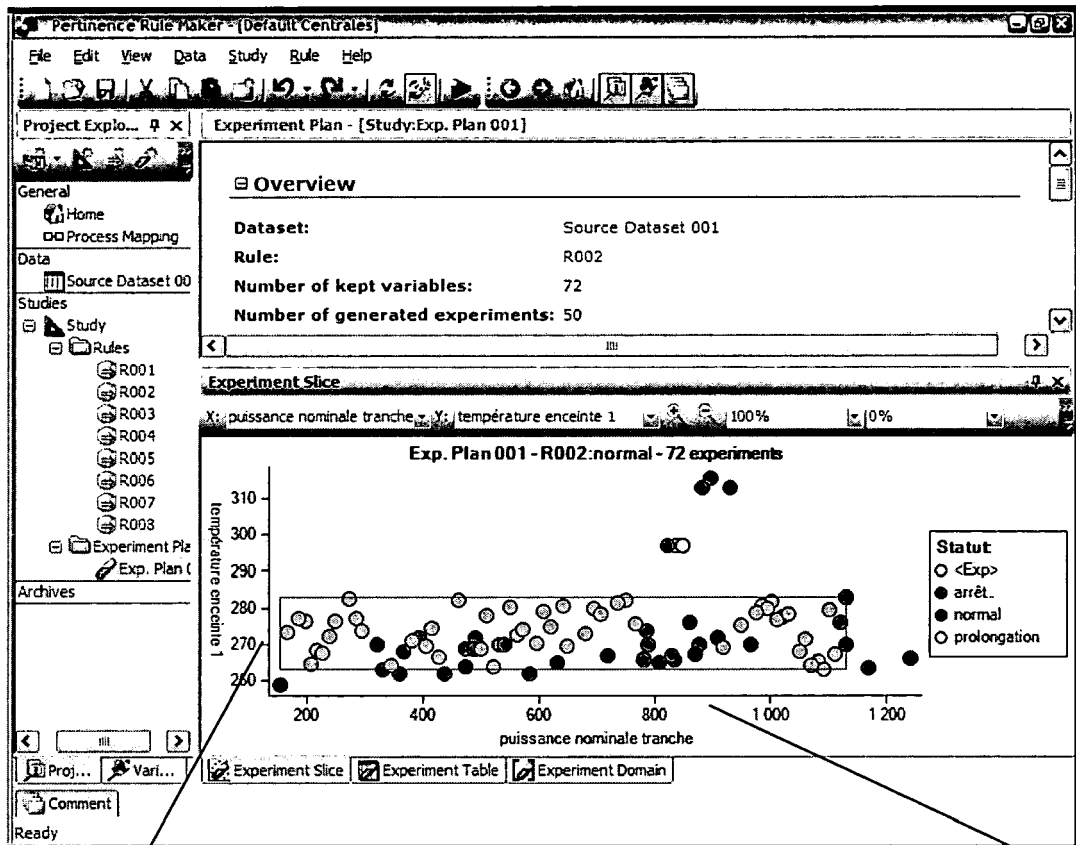 Pertinence Rule Maker - [Default Centrales]
File Edit View Data Study Rule Help
Project Explo...
Experiment Plan - [Study:Exp. Plan 001]
General
Home
Process Mapping
Data
Source Dataset 00
Studies
Study
Rules
R001
R002
R003
R004
R005
R006
R007
R008
Experiment Pla
Exp. Plan (
Archives
Overview
Dataset: Source Dataset 001
Rule: R002
Number of kept variables: 72
Number of generated experiments: 50
Experiment Slice
X: puissance nominale tranche Y: température enceinte 1 100% 0%
Exp. Plan 001 - R002:normal - 72 experiments
température enceinte 1
310
300
290
280
270
260
200 400 600 800 1 000 1 200
puissance nominale tranche
Statut
<Exp>
arrêt..
normal
prolongation
Proj... Vari...
Experiment Slice Experiment Table Experiment Domain
Comment
Ready